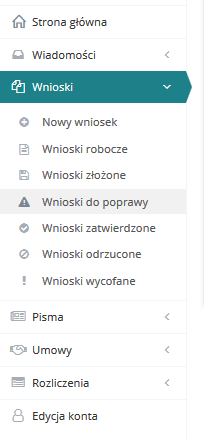 Strona główna
Wiadomości
Wnioski
Nowy wniosek
Wnioski robocze
Wnioski złożone
Wnioski do poprawy
Wnioski zatwierdzone
Wnioski odrzucone
Wnioski wycofane
Pisma
Umowy
Rozliczenia
Edycja konta